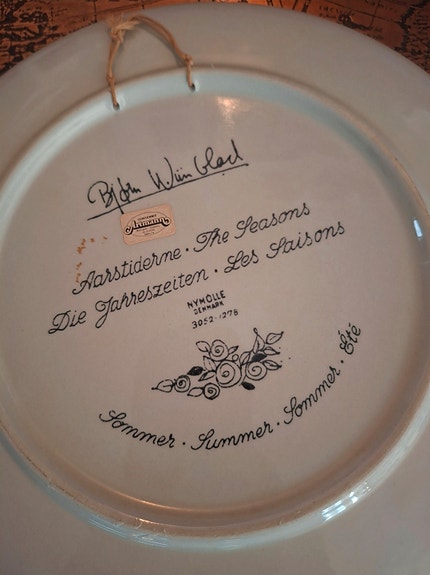 Bjørn Wiinblad
Aarstiderne · The Seasons
Die Jahreszeiten · Les Saisons
NYMØLLE
DENMARK
3052-1278
Sommer · Summer · Sommer · Été